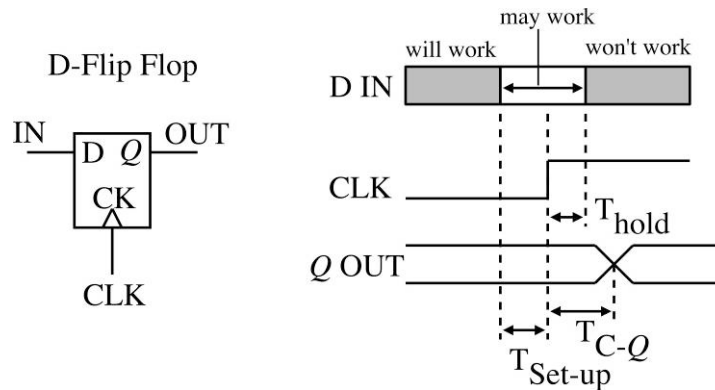 D-Flip Flop
IN
OUT
D Q
CK
CLK
may work
will work
won't work
D IN
CLK
T hold
Q OUT
T C-Q
T Set-up